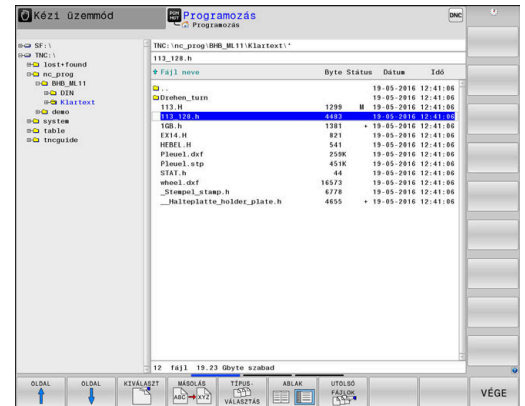 Kézi üzemmód
PGM
MGT
Programozás
Programozás
DNC
SF:\
TNC:\
lost+found
nc_prog
BHB_ML11
DIN
Klartext
demo
system
table
tncguide
TNC:\nc_prog\BHB_ML11\Klartext\*
113_128.h
Fájl neve Byte Státus Dátum Idő
.. 19-05-2016 12:41:06
Drehen_turn 19-05-2016 12:41:06
113.H 1299 M 19-05-2016 12:41:06
113_128.h 4483 19-05-2016 12:41:06
1GB.h 1381 + 19-05-2016 12:41:06
EX14.H 821 19-05-2016 12:41:06
HEBEL.H 541 19-05-2016 12:41:06
Pleuel.dxf 259K 19-05-2016 12:41:06
Pleuel.stp 451K 19-05-2016 12:41:06
STAT.h 44 19-05-2016 12:41:06
wheel.dxf 16573 19-05-2016 12:41:06
_Stempel_stamp.h 6778 19-05-2016 12:41:06
__Halteplatte_holder_plate.h 4655 + 19-05-2016 12:41:06
12 fájl 19.23 Gbyte szabad
OLDAL
OLDAL
KIVÁLASZT
MÁSOLÁS
ABC → XYZ
TÍPUS-
VÁLASZTÁS
ABLAK
UTOLSÓ
FÁJLOK
VÉGE